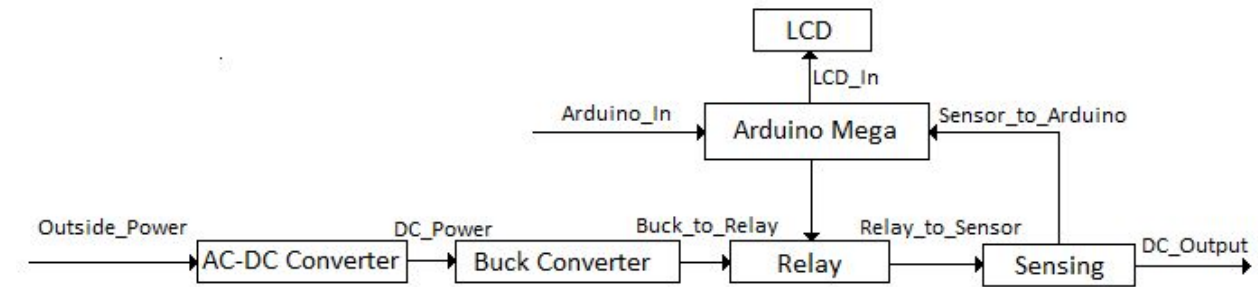 LCD
LCD_In
Arduino_In
Arduino Mega
Sensor_to_Arduino
Outside_Power
AC-DC Converter
DC_Power
Buck Converter
Buck_to_Relay
Relay
Relay_to_Sensor
Sensing
DC_Output